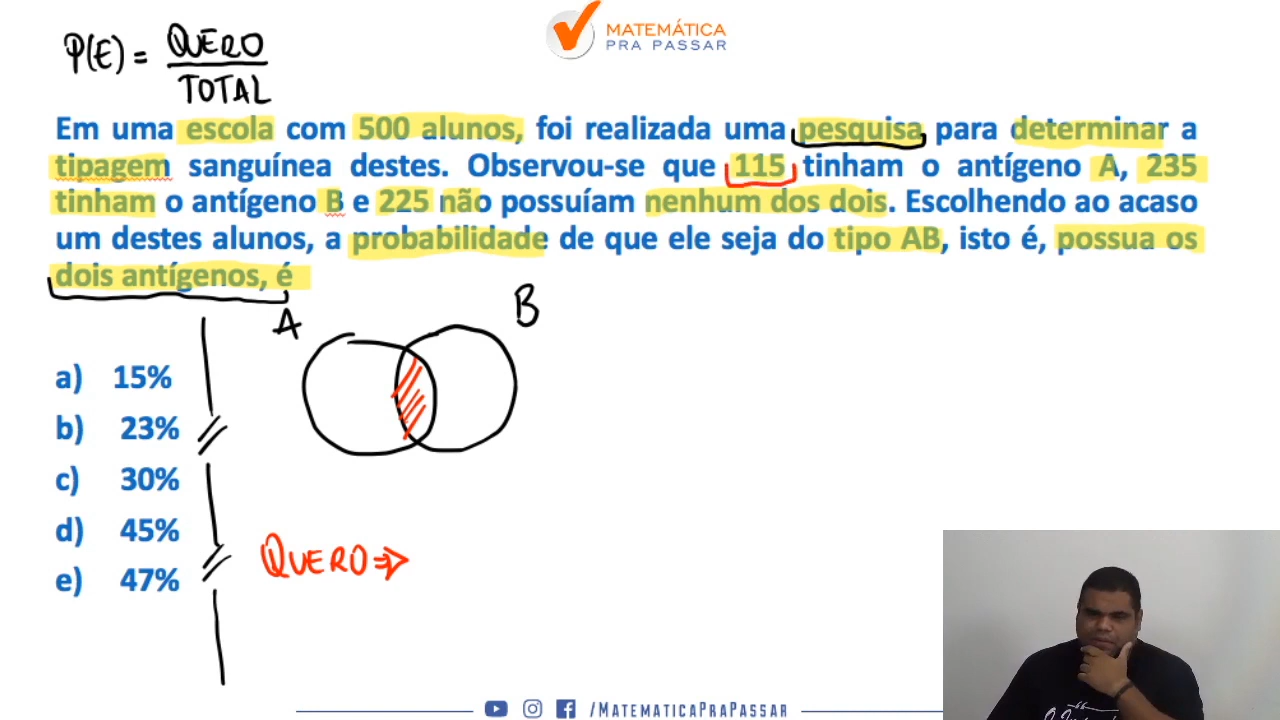 P(E) = QUERO
TOTAL
MATEMÁTICA
PRA PASSAR
Em uma escola com 500 alunos, foi realizada uma pesquisa para determinar a
tipagem sanguínea destes. Observou-se que 115 tinham o antígeno A, 235
tinham o antígeno B e 225 não possuíam nenhum dos dois. Escolhendo ao acaso
um destes alunos, a probabilidade de que ele seja do tipo AB, isto é, possua os
dois antígenos, é
A
B
a) 15%
b) 23%
c) 30%
d) 45%
e) 47%
QUERO ⇒
/MATEMATICAPRAPASSAR